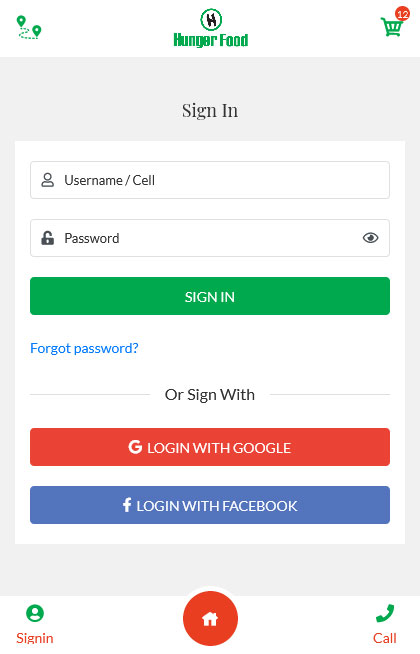 12
Hunger Food
Sign In
Username / Cell
Password
SIGN IN
Forgot password?
Or Sign With
G LOGIN WITH GOOGLE
f LOGIN WITH FACEBOOK
Signin
Call